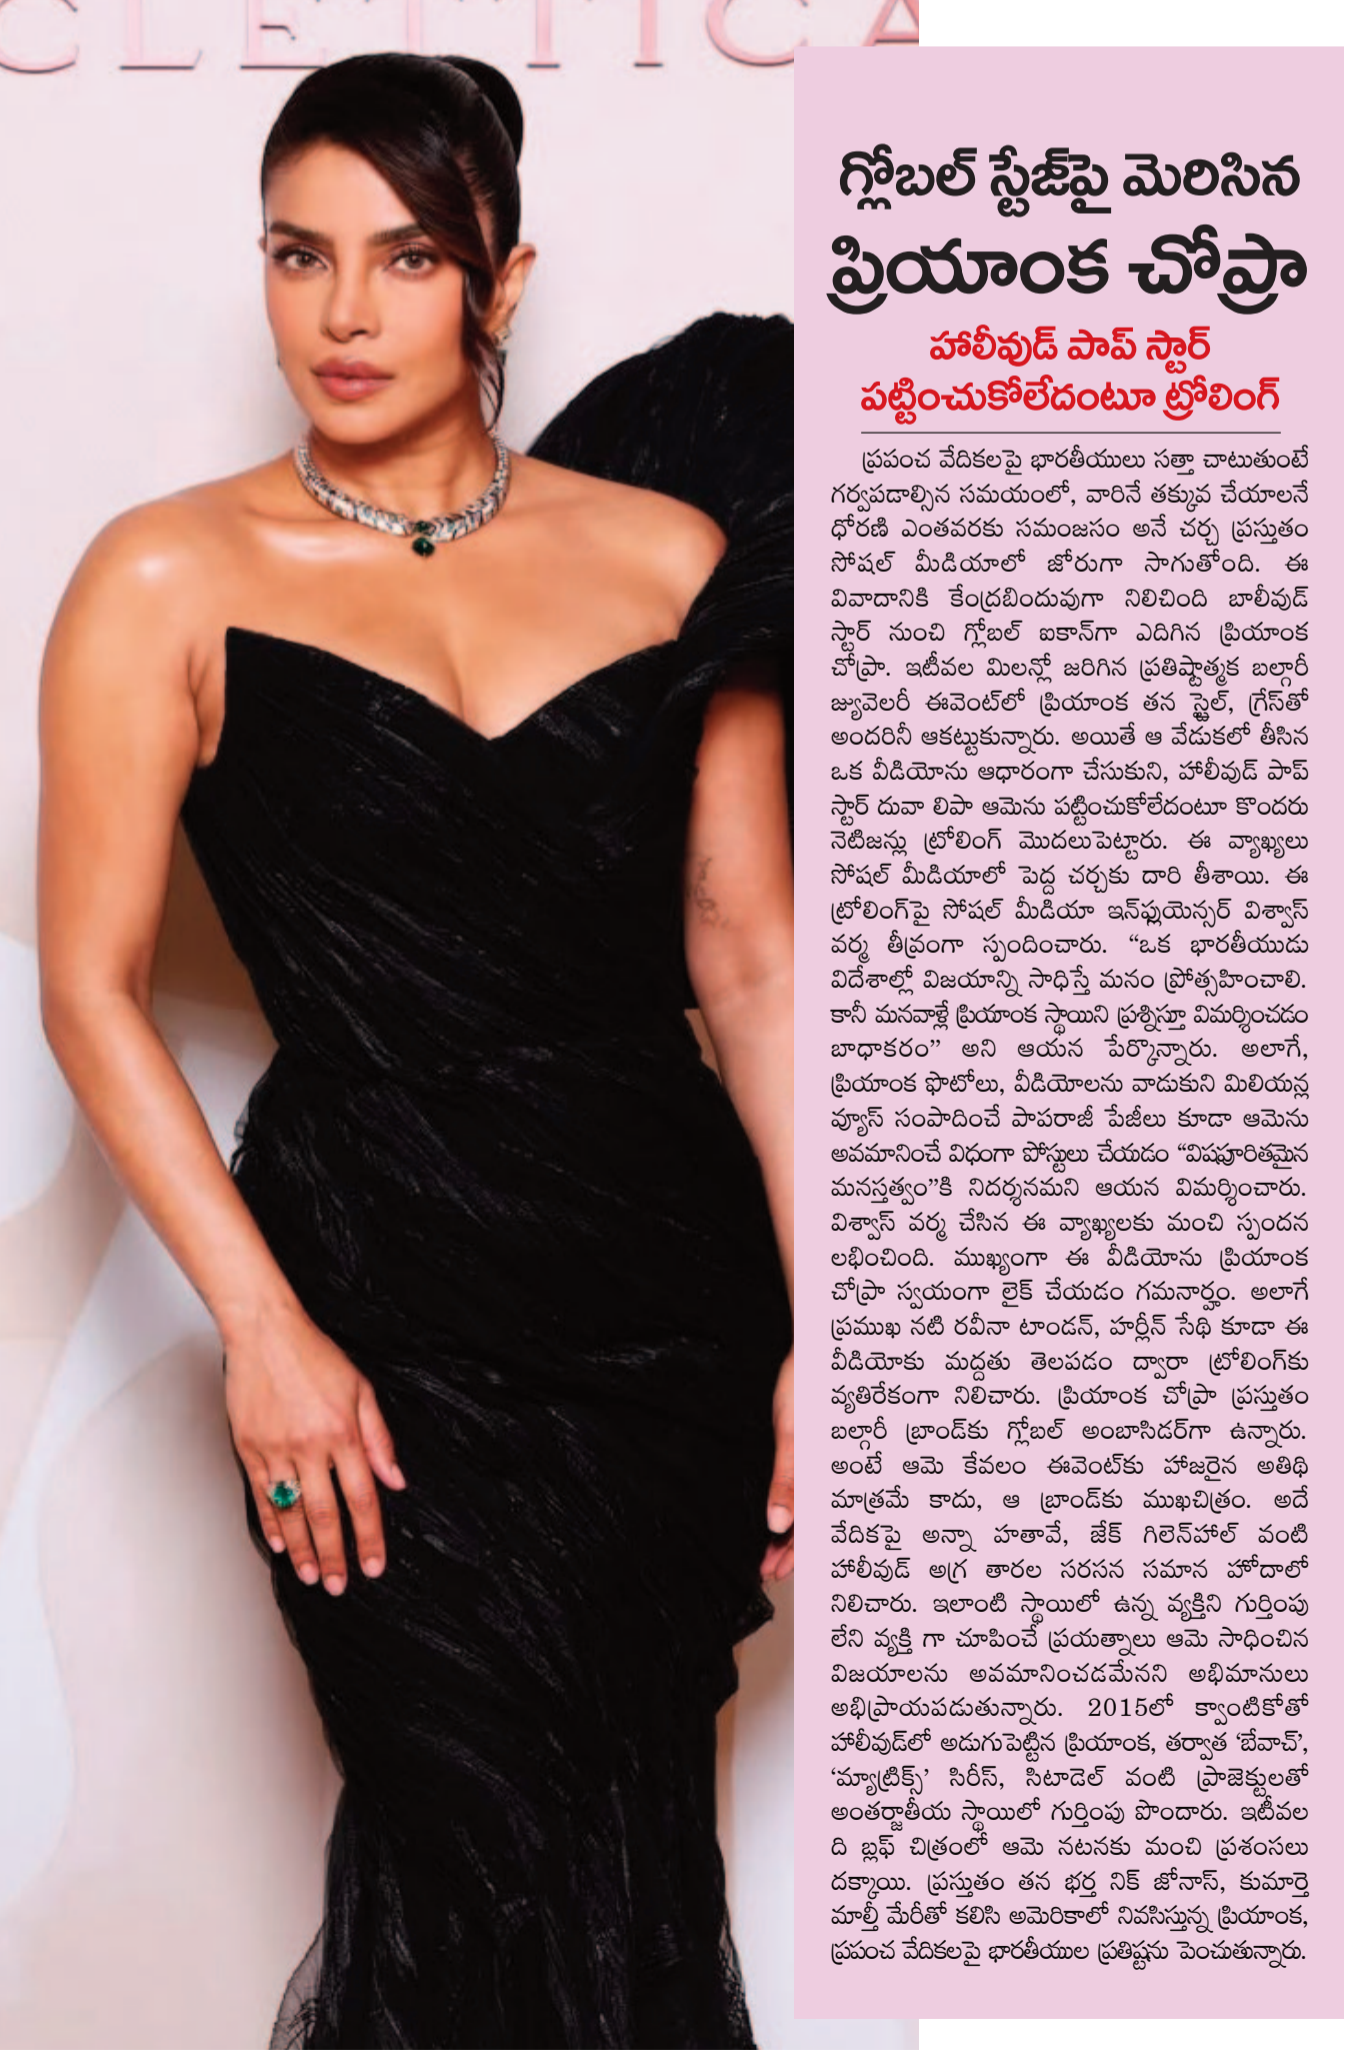 CLETTICA
గ్లోబల్ స్టేజ్‌పై మెరిసిన
ప్రియాంక చోప్రా
హాలీవుడ్ పాప్ స్టార్
పట్టించుకోలేదంటూ ట్రోలింగ్
ప్రపంచ వేదికలపై భారతీయులు సత్తా చాటుతుంటే
గర్వపడాల్సిన సమయంలో, వారినే తక్కువ చేయాలనే
ధోరణి ఎంతవరకు సమంజసం అనే చర్చ ప్రస్తుతం
సోషల్ మీడియాలో జోరుగా సాగుతోంది. ఈ
వివాదానికి కేంద్రబిందువుగా నిలిచింది బాలీవుడ్
స్టార్ నుంచి గ్లోబల్ ఐకాన్‌గా ఎదిగిన ప్రియాంక
చోప్రా. ఇటీవల మిలన్లో జరిగిన ప్రతిష్టాత్మక బల్గారీ
జ్యువెలరీ ఈవెంట్‌లో ప్రియాంక తన స్టైల్, గ్రేస్‌తో
అందరినీ ఆకట్టుకున్నారు. అయితే ఆ వేడుకలో తీసిన
ఒక వీడియోను ఆధారంగా చేసుకుని, హాలీవుడ్ పాప్
స్టార్ దువా లిపా ఆమెను పట్టించుకోలేదంటూ కొందరు
నెటిజన్లు ట్రోలింగ్ మొదలుపెట్టారు. ఈ వ్యాఖ్యలు
సోషల్ మీడియాలో పెద్ద చర్చకు దారి తీశాయి. ఈ
ట్రోలింగ్‌పై సోషల్ మీడియా ఇన్‌ఫ్లుయెన్సర్ విశ్వాస్
వర్మ తీవ్రంగా స్పందించారు. “ఒక భారతీయుడు
విదేశాల్లో విజయాన్ని సాధిస్తే మనం ప్రోత్సహించాలి.
కానీ మనవాళ్లే ప్రియాంక స్థాయిని ప్రశ్నిస్తూ విమర్శించడం
బాధాకరం” అని ఆయన పేర్కొన్నారు. అలాగే,
ప్రియాంక ఫొటోలు, వీడియోలను వాడుకుని మిలియన్ల
వ్యూస్ సంపాదించే పాపరాజీ పేజీలు కూడా ఆమెను
అవమానించే విధంగా పోస్టులు చేయడం “విషపూరితమైన
మనస్తత్వం”కి నిదర్శనమని ఆయన విమర్శించారు.
విశ్వాస్ వర్మ చేసిన ఈ వ్యాఖ్యలకు మంచి స్పందన
లభించింది. ముఖ్యంగా ఈ వీడియోను ప్రియాంక
చోప్రా స్వయంగా లైక్ చేయడం గమనార్హం. అలాగే
ప్రముఖ నటి రవీనా టాండన్, హర్లీన్ సేథి కూడా ఈ
వీడియోకు మద్దతు తెలపడం ద్వారా ట్రోలింగ్‌కు
వ్యతిరేకంగా నిలిచారు. ప్రియాంక చోప్రా ప్రస్తుతం
బల్గారీ బ్రాండ్‌కు గ్లోబల్ అంబాసిడర్‌గా ఉన్నారు.
అంటే ఆమె కేవలం ఈవెంట్‌కు హాజరైన అతిథి
మాత్రమే కాదు, ఆ బ్రాండ్‌కు ముఖచిత్రం. అదే
వేదికపై అన్నా హతావే, జేక్ గిలెన్‌హాల్ వంటి
హాలీవుడ్ అగ్ర తారల సరసన సమాన హోదాలో
నిలిచారు. ఇలాంటి స్థాయిలో ఉన్న వ్యక్తిని గుర్తింపు
లేని వ్యక్తి గా చూపించే ప్రయత్నాలు ఆమె సాధించిన
విజయాలను అవమానించడమేనని అభిమానులు
అభిప్రాయపడుతున్నారు. 2015లో క్వాంటికోతో
హాలీవుడ్‌లో అడుగుపెట్టిన ప్రియాంక, తర్వాత ‘బేవాచ్’,
‘మ్యాట్రిక్స్’ సిరీస్, సిటాడెల్ వంటి ప్రాజెక్టులతో
అంతర్జాతీయ స్థాయిలో గుర్తింపు పొందారు. ఇటీవల
ది బ్లఫ్ చిత్రంలో ఆమె నటనకు మంచి ప్రశంసలు
దక్కాయి. ప్రస్తుతం తన భర్త నిక్ జోనాస్, కుమార్తె
మాల్తీ మేరీతో కలిసి అమెరికాలో నివసిస్తున్న ప్రియాంక,
ప్రపంచ వేదికలపై భారతీయుల ప్రతిష్టను పెంచుతున్నారు.